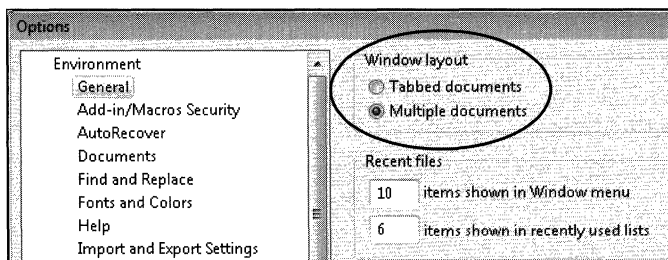 Options
Environment
General
Add-in/Macros Security
AutoRecover
Documents
Find and Replace
Fonts and Colors
Help
Import and Export Settings
Window layout
Tabbed documents
Multiple documents
Recent files
10 items shown in Window menu
6 items shown in recently used lists